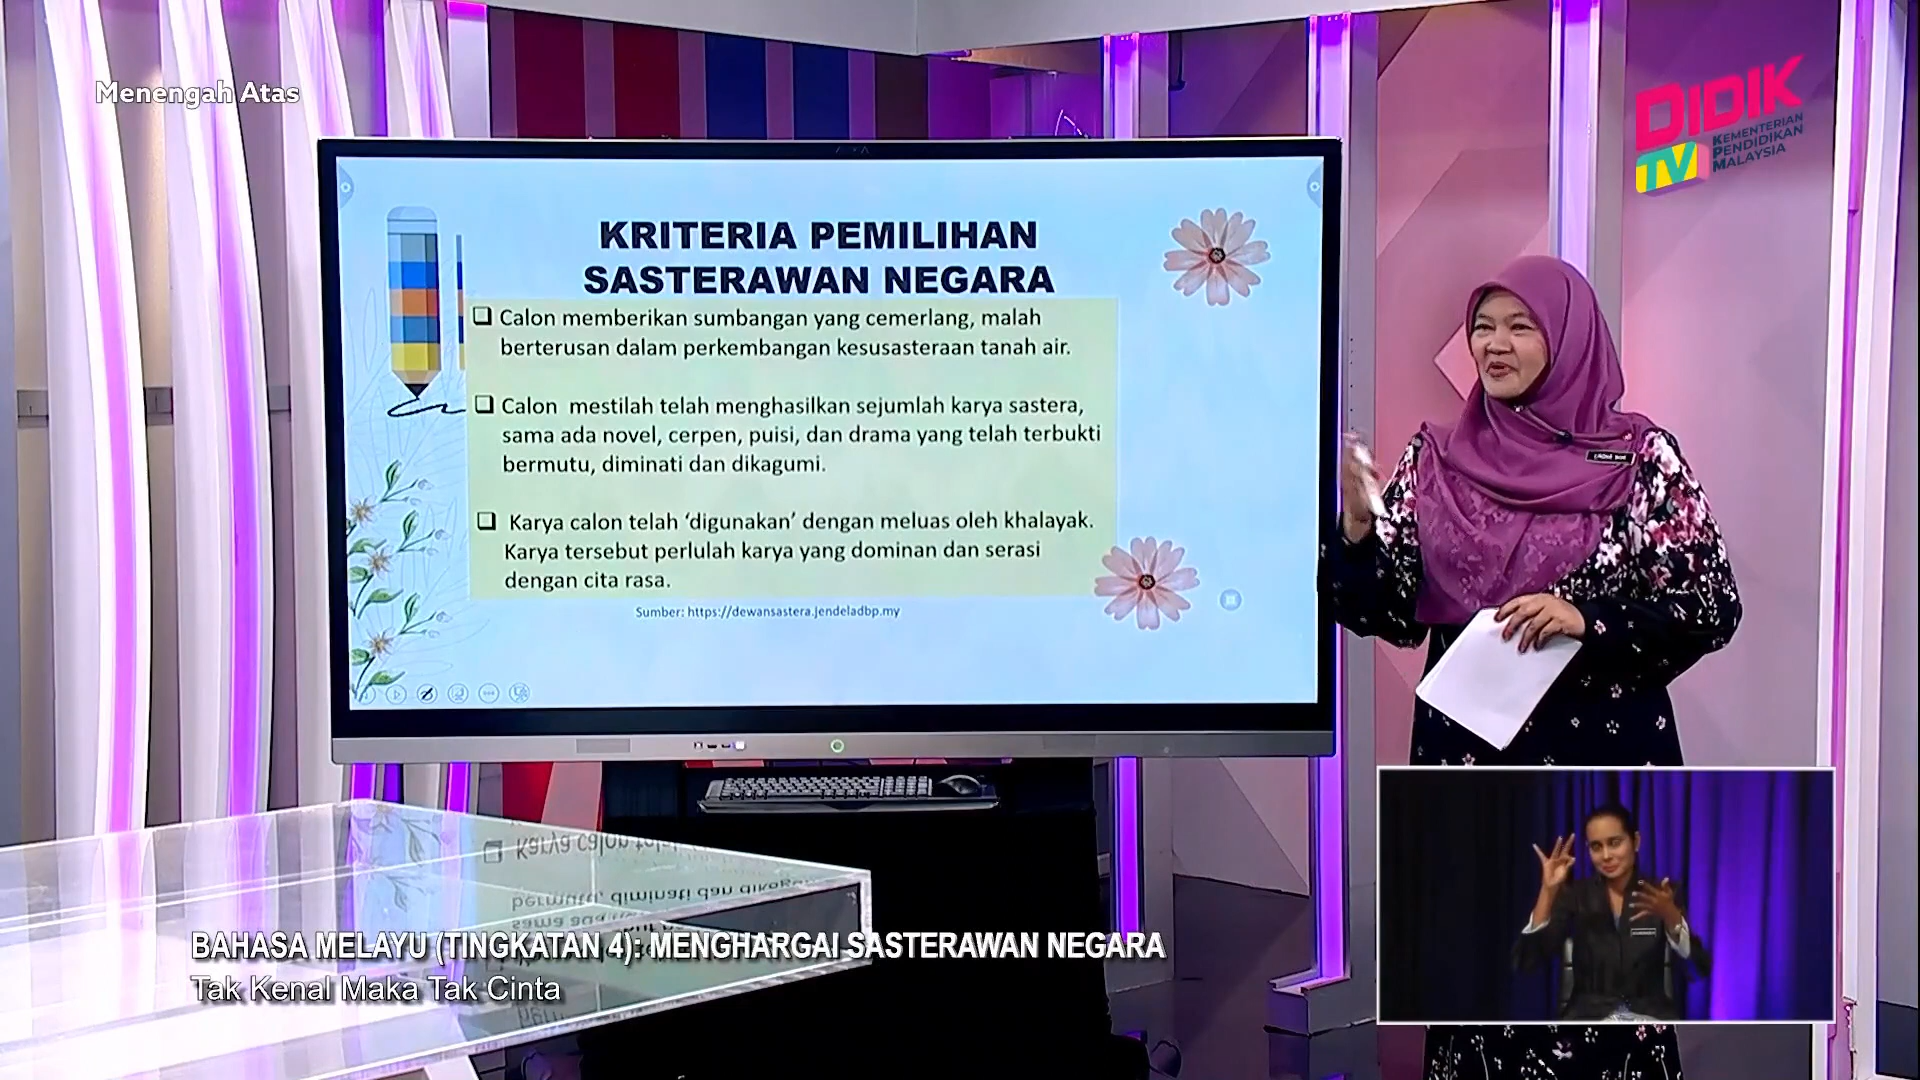 Menengah Atas
DIDIK
TV
KEMENTERIAN
PENDIDIKAN
MALAYSIA
KRITERIA PEMILIHAN
SASTERAWAN NEGARA
Calon memberikan sumbangan yang cemerlang, malah
berterusan dalam perkembangan kesusasteraan tanah air.
Calon mestilah telah menghasilkan sejumlah karya sastera,
sama ada novel, cerpen, puisi, dan drama yang telah terbukti
bermutu, diminati dan dikagumi.
Karya calon telah ‘digunakan’ dengan meluas oleh khalayak.
Karya tersebut perlulah karya yang dominan dan serasi
dengan cita rasa.
Sumber: https://dewansastera.jendeladbp.my
BAHASA MELAYU (TINGKATAN 4): MENGHARGAI SASTERAWAN NEGARA
Tak Kenal Maka Tak Cinta